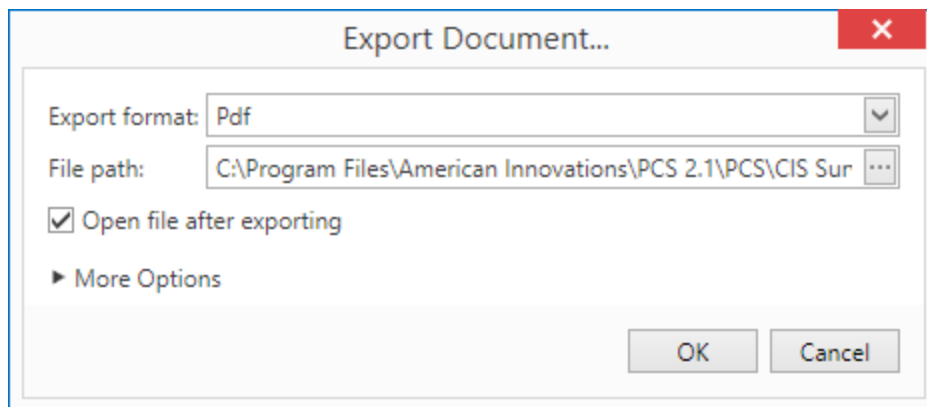 Export Document...
Export format: Pdf
File path: C:\Program Files\American Innovations\PCS 2.1\PCS\CIS Sur
Open file after exporting
More Options
OK Cancel